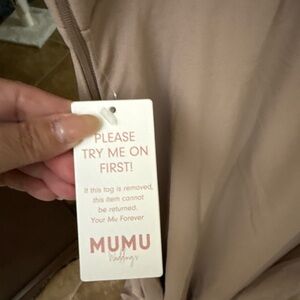 PLEASE
TRY ME ON
FIRST!
If this tag is removed,
this item cannot
be returned.
Your Mu Forever
MUMU
Weddings